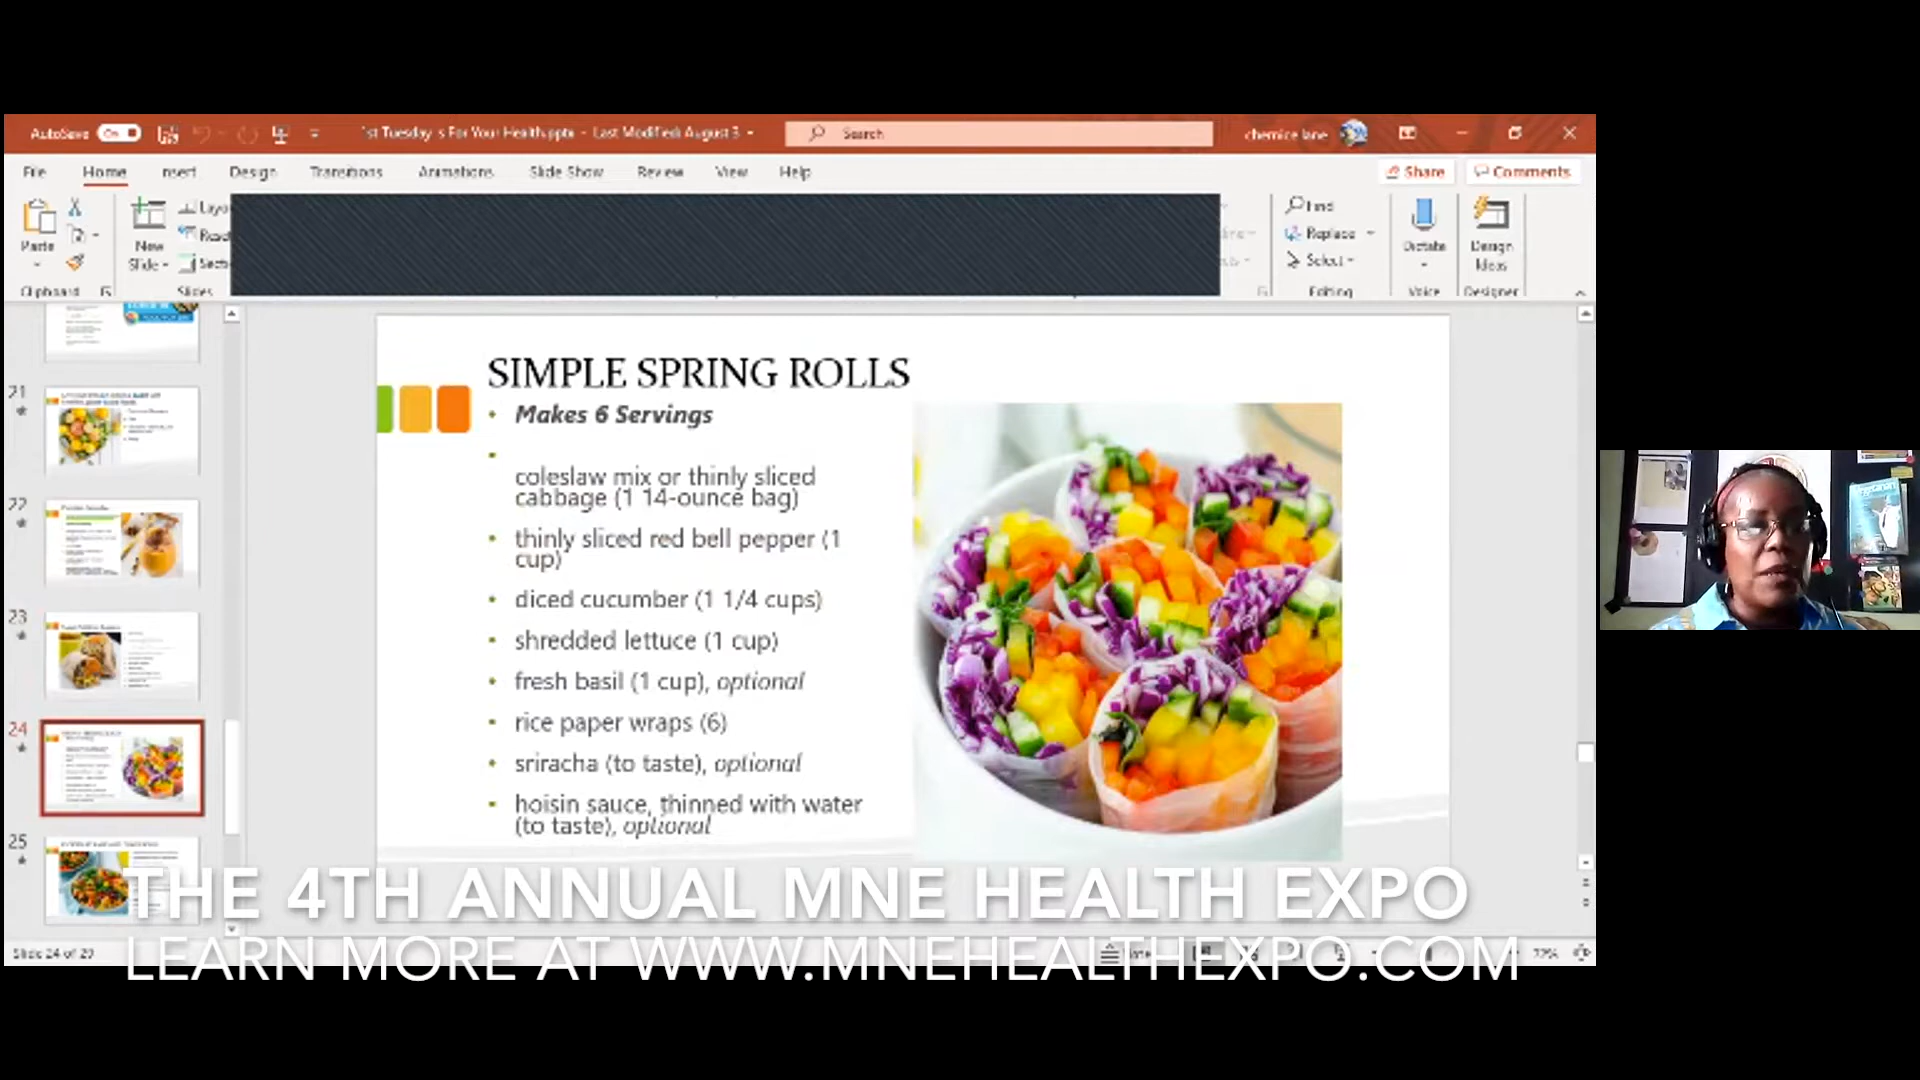 AutoSave On 1st Tuesday is For Your Health.pptx - Last Modified: August 3 Search chernice lane
File Home Insert Design Transitions Animations Slide Show Review View Help Share Comments
Paste
New
Slide
Layo
Reset
Secti
Find
Replace
Select
Dictate
Design
Ideas
Clipboard Slides Editing Voice Designer
21
22
23
24
25
SIMPLE SPRING ROLLS
• Makes 6 Servings
•
coleslaw mix or thinly sliced
cabbage (1 14-ounce bag)
• thinly sliced red bell pepper (1
cup)
• diced cucumber (1 1/4 cups)
• shredded lettuce (1 cup)
• fresh basil (1 cup), optional
• rice paper wraps (6)
• sriracha (to taste), optional
• hoisin sauce, thinned with water
(to taste), optional
THE 4TH ANNUAL MNE HEALTH EXPO
Slide 24 of 29 72%
LEARN MORE AT WWW.MNEHEALTHEXPO.COM